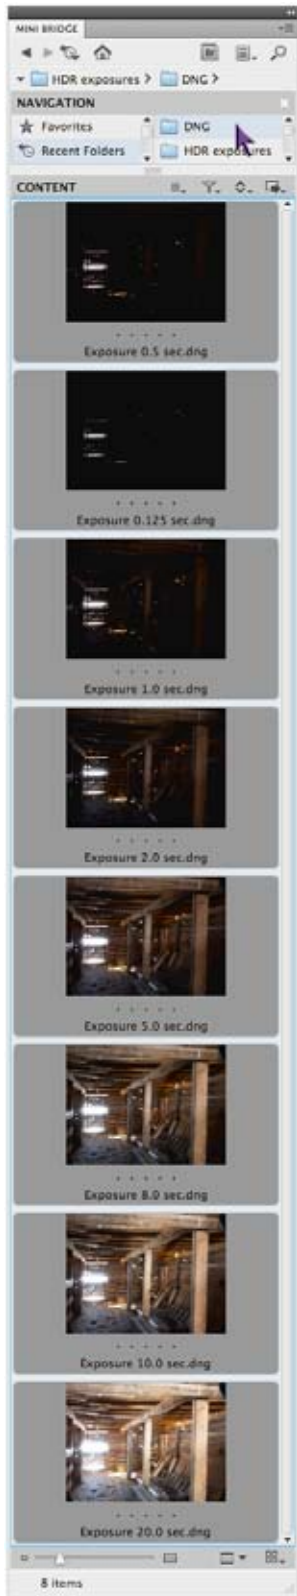 MINI BRIDGE
Br
HDR exposures > DNG >
NAVIGATION
Favorites
DNG
Recent Folders
HDR exposures
CONTENT
Exposure 0.5 sec.dng
Exposure 0.125 sec.dng
Exposure 1.0 sec.dng
Exposure 2.0 sec.dng
Exposure 5.0 sec.dng
Exposure 8.0 sec.dng
Exposure 10.0 sec.dng
Exposure 20.0 sec.dng
8 items